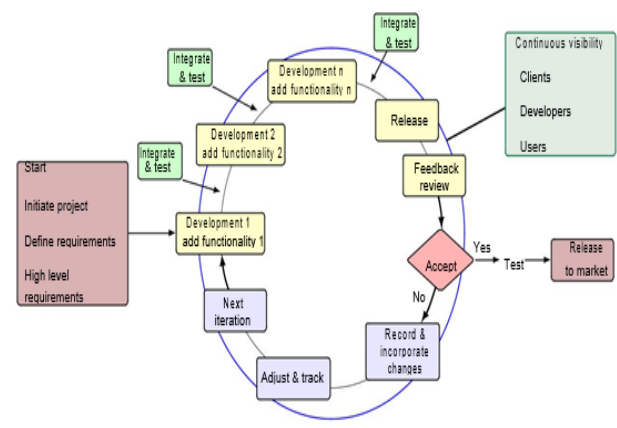 Start
Initiate project
Define requirements
High level
requirements
Development 1
add functionality 1
Integrate
& test
Development 2
add functionality 2
Integrate
& test
Development n
add functionality n
Integrate
& test
Release
Feedback
review
Accept
Yes
Test
Release
to market
No
Record &
incorporate
changes
Adjust & track
Next
iteration
Continuous visibility
Clients
Developers
Users